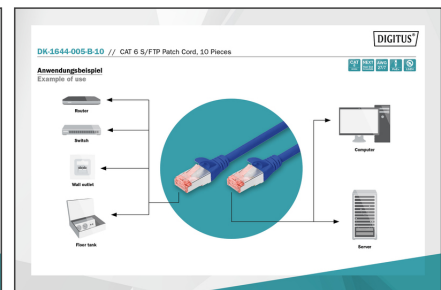 DIGITUS®
DK-1644-005-B-10 // CAT 6 S/FTP Patch Cord, 10 Pieces
Anwendungsbeispiel
Example of use
Router
Switch
Wall outlet
Floor tank
Computer
Server